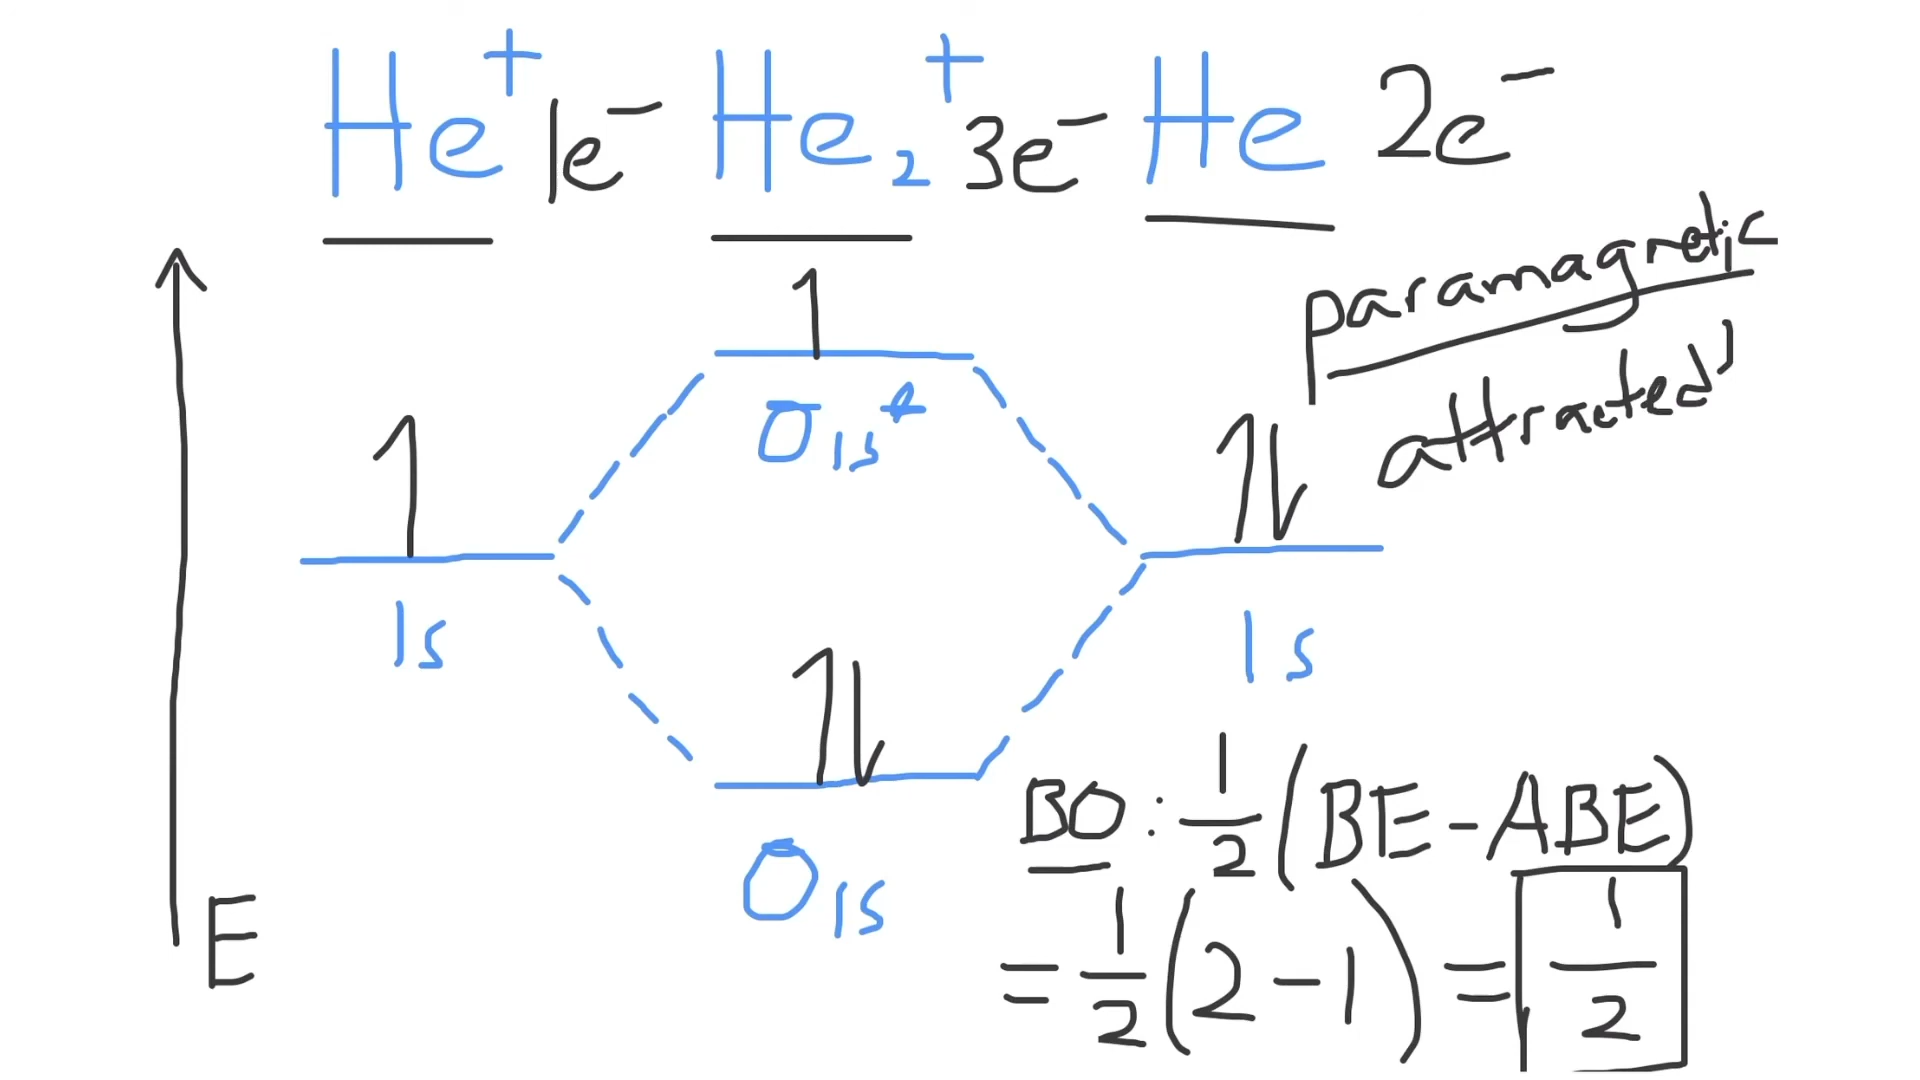 He⁺ 1e⁻ He₂⁺ 3e⁻ He 2e⁻
paramagnetic
attracted
1s
σ1s*
1s
σ1s
E
BO: 1/2 (BE - ABE)
= 1/2 (2 - 1) = 1/2